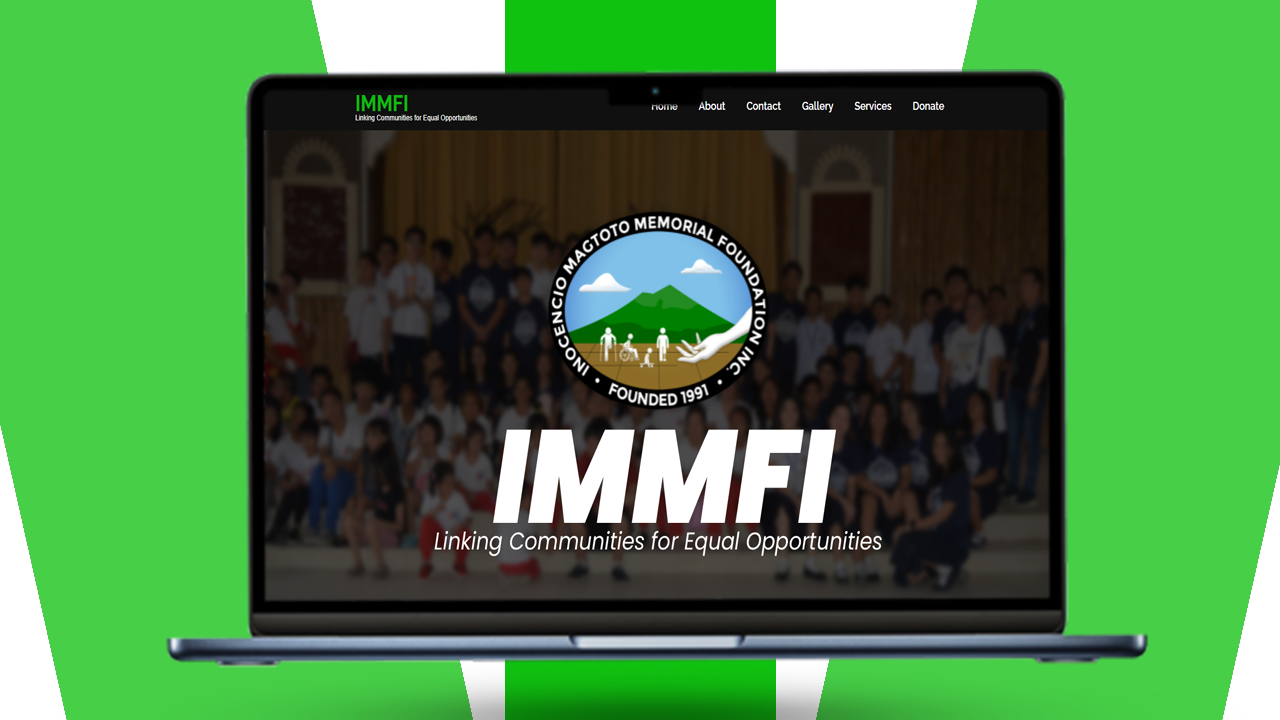 IMMFI
Linking Communities for Equal Opportunities
Home About Contact Gallery Services Donate
INOCENCIO MAGTOTO MEMORIAL FOUNDATION INC.
• FOUNDED 1991 •
IMMFI
Linking Communities for Equal Opportunities